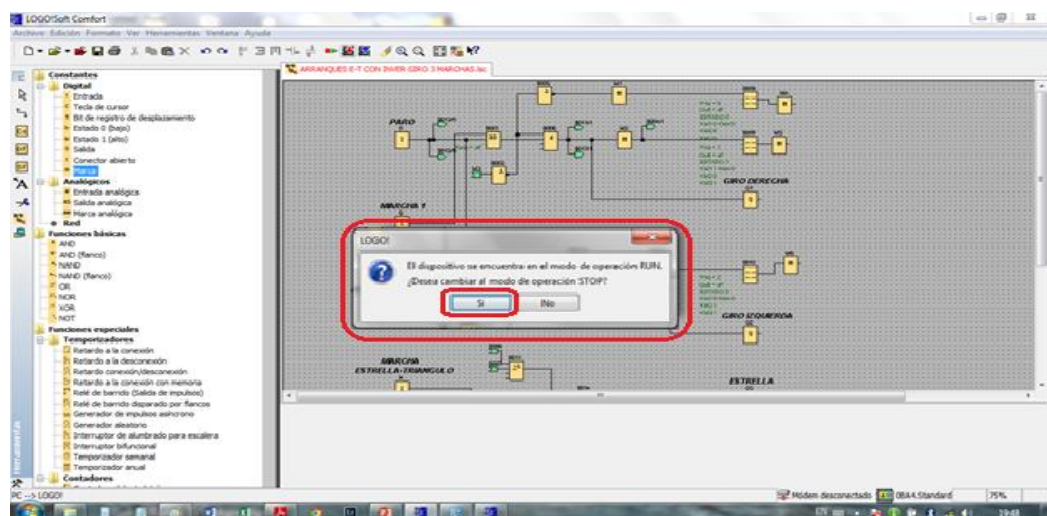 LOGO!Soft Comfort
Archivo Edición Formato Ver Herramientas Ventana Ayuda
ARRANQUES E-T CON INVER GIRO 3 MARCHAS.lsc
Constantes
Digital
Entrada
Tecla de cursor
Bit de registro de desplazamiento
Estado 0 (bajo)
Estado 1 (alto)
Salida
Conector abierto
Marca
Analógicos
Entrada analógica
Salida analógica
Marca analógica
Red
Funciones básicas
AND
AND (flanco)
NAND
NAND (flanco)
OR
NOR
XOR
NOT
Funciones especiales
Temporizadores
Retardo a la conexión
Retardo a la desconexión
Retardo conexión/desconexión
Retardo a la conexión con memoria
Relé de barrido (Salida de impulsos)
Relé de barrido disparado por flancos
Generador de impulsos asíncrono
Generador aleatorio
Interruptor de alumbrado para escalera
Interruptor bifuncional
Temporizador semanal
Temporizador anual
Contadores
Herramientas
PARO
MARCHA 1
GIRO DERECHA
LOGO!
El dispositivo se encuentra en el modo de operación RUN.
¿Desea cambiar al modo de operación STOP?
Sí
No
GIRO IZQUIERDA
MARCHA
ESTRELLA-TRIANGULO
ESTRELLA
PC --> LOGO!
Módem desconectado
0BA4.Standard
75%
EN
19:48